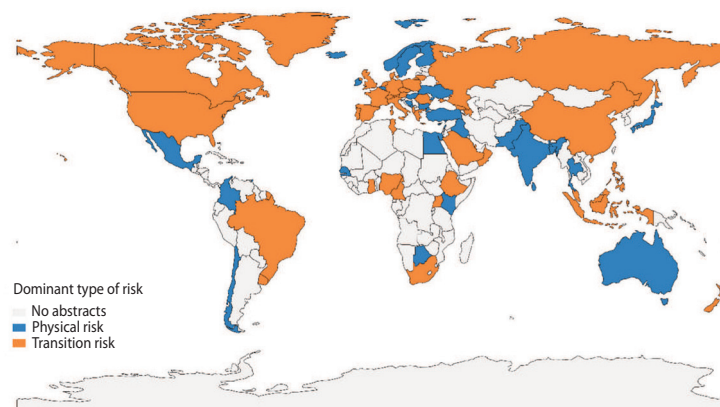 Dominant type of risk
No abstracts
Physical risk
Transition risk